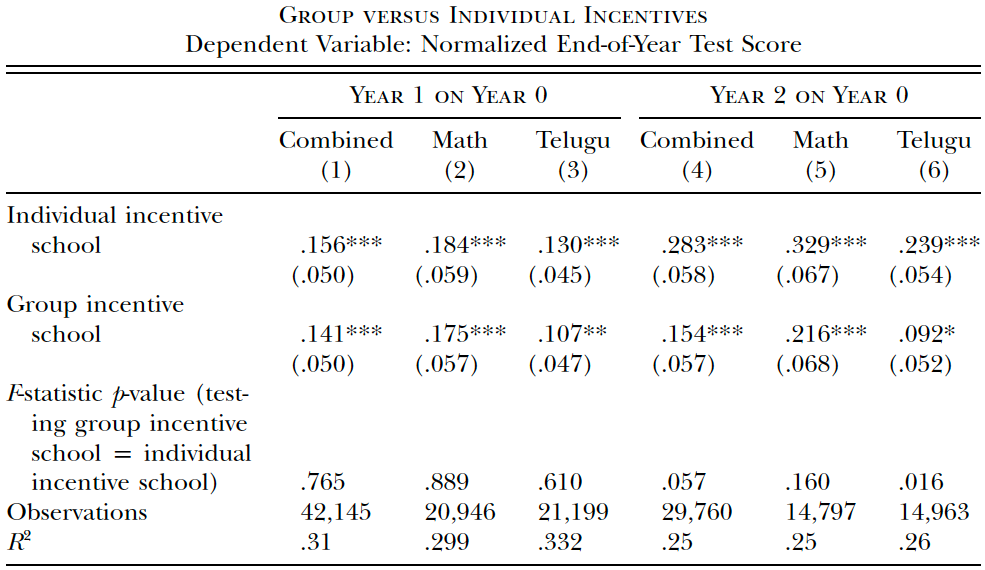 GROUP VERSUS INDIVIDUAL INCENTIVES
Dependent Variable: Normalized End-of-Year Test Score
YEAR 1 ON YEAR 0 YEAR 2 ON YEAR 0
Combined Math Telugu Combined Math Telugu
(1) (2) (3) (4) (5) (6)
Individual incentive
school .156*** .184*** .130*** .283*** .329*** .239***
(.050) (.059) (.045) (.058) (.067) (.054)
Group incentive
school .141*** .175*** .107** .154*** .216*** .092*
(.050) (.057) (.047) (.057) (.068) (.052)
F-statistic p-value (test-
ing group incentive
school = individual
incentive school) .765 .889 .610 .057 .160 .016
Observations 42,145 20,946 21,199 29,760 14,797 14,963
R² .31 .299 .332 .25 .25 .26